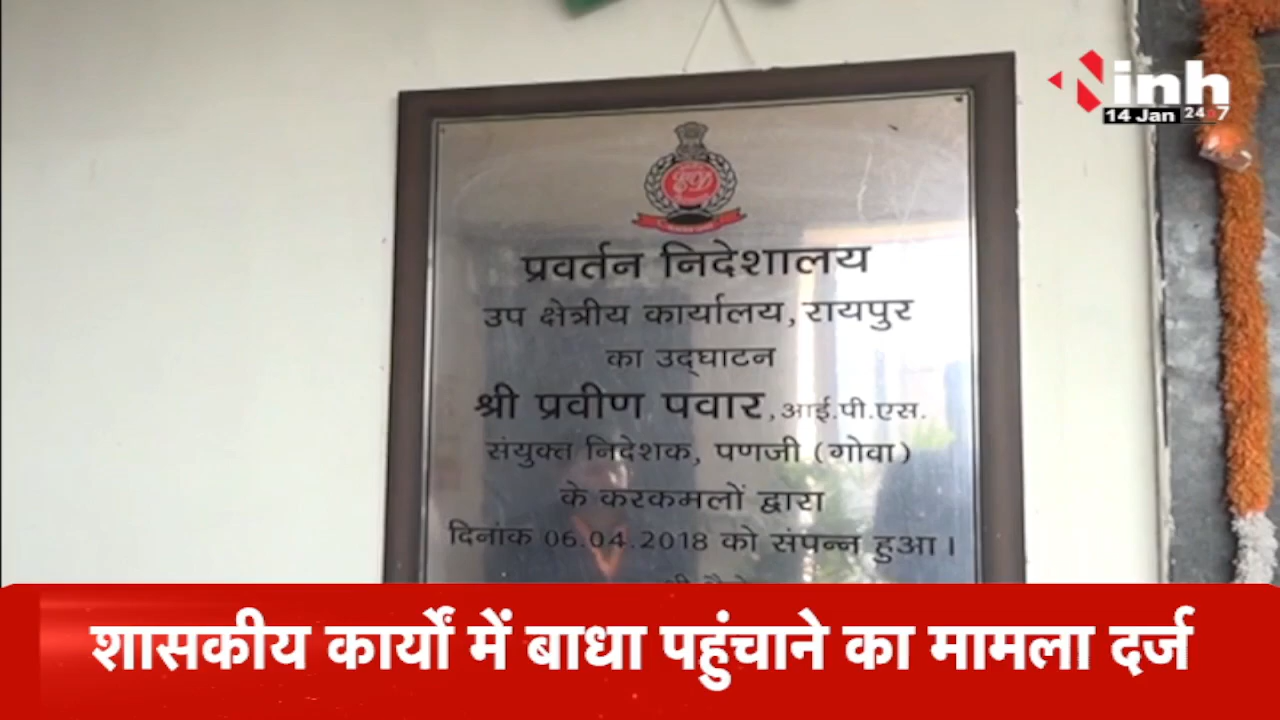 inh
14 Jan 24x7
प्रवर्तन निदेशालय
उप क्षेत्रीय कार्यालय, रायपुर
का उद्घाटन
श्री प्रवीण पवार, आई.पी.एस.
संयुक्त निदेशक, पणजी (गोवा)
के करकमलों द्वारा
दिनांक 06.04.2018 को संपन्न हुआ।
शासकीय कार्यों में बाधा पहुंचाने का मामला दर्ज